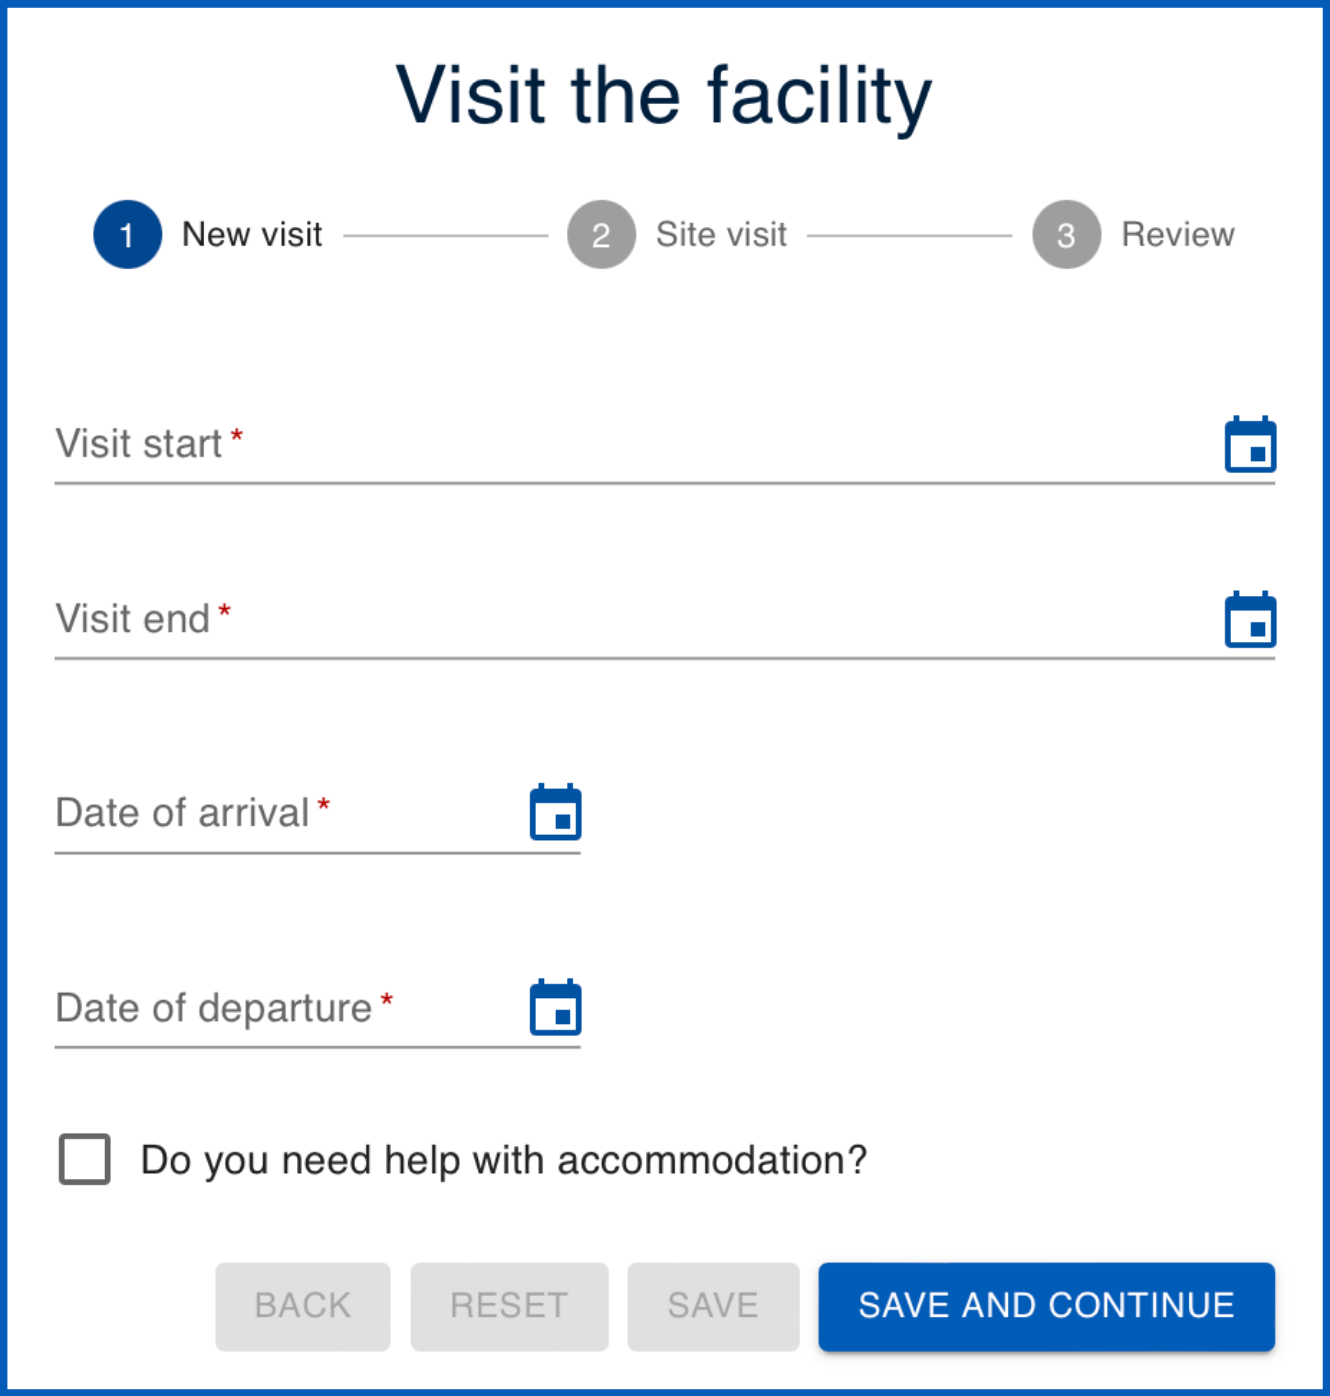 Visit the facility
1 New visit 2 Site visit 3 Review
Visit start *
Visit end *
Date of arrival *
Date of departure *
Do you need help with accommodation?
BACK RESET SAVE SAVE AND CONTINUE